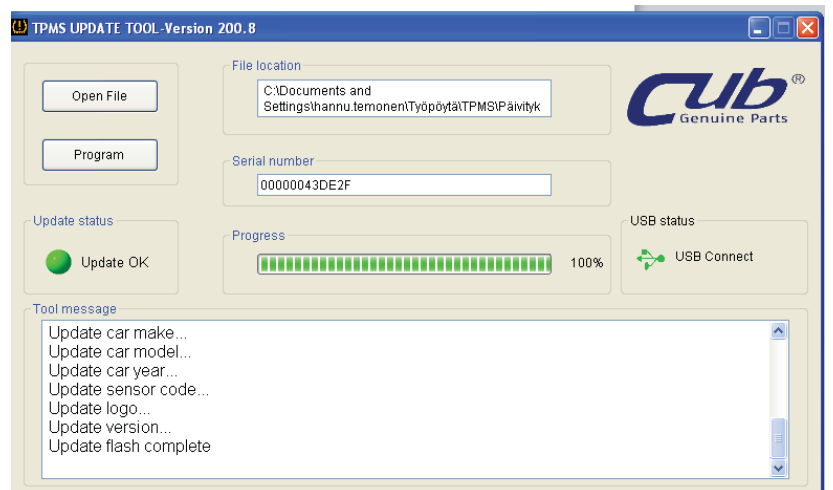 TPMS UPDATE TOOL-Version 200.8
Open File
Program
File location
C:\Documents and
Settings\hannu.temonen\Työpöytä\TPMS\Päivityk
Serial number
00000043DE2F
cub®
Genuine Parts
Update status
Update OK
Progress
100%
USB status
USB Connect
Tool message
Update car make...
Update car model...
Update car year...
Update sensor code...
Update logo...
Update version...
Update flash complete